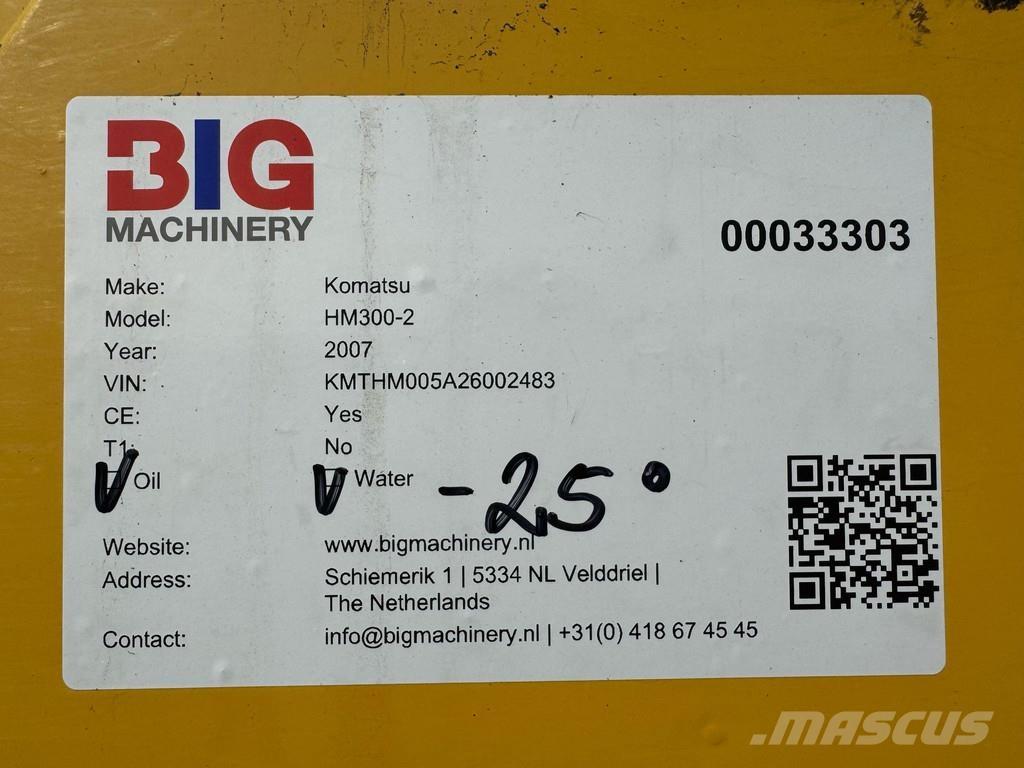 BIG
MACHINERY
00033303
Make: Komatsu
Model: HM300-2
Year: 2007
VIN: KMTHM005A26002483
CE: Yes
T1: No
V Oil V Water -25°
Website: www.bigmachinery.nl
Address: Schiemerik 1 | 5334 NL Velddriel |
The Netherlands
Contact: info@bigmachinery.nl | +31(0) 418 67 45 45
.MASCUS